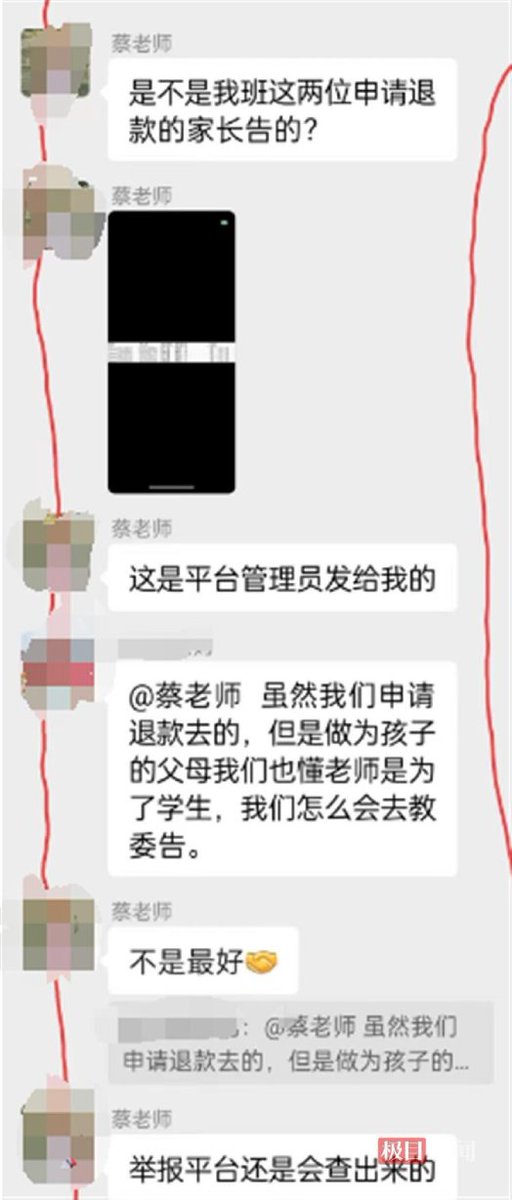 蔡老师
是不是我班这两位申请退
款的家长告的？
蔡老师
蔡老师
这是平台管理员发给我的
@蔡老师 虽然我们申请
退款去的，但是做为孩子
的父母我们也懂老师是为
了学生，我们怎么会去教
委告。
蔡老师
不是最好🤝
：@蔡老师 虽然我们
申请退款去的，但是做为孩子的...
蔡老师
举报平台还是会查出来的
极目新闻